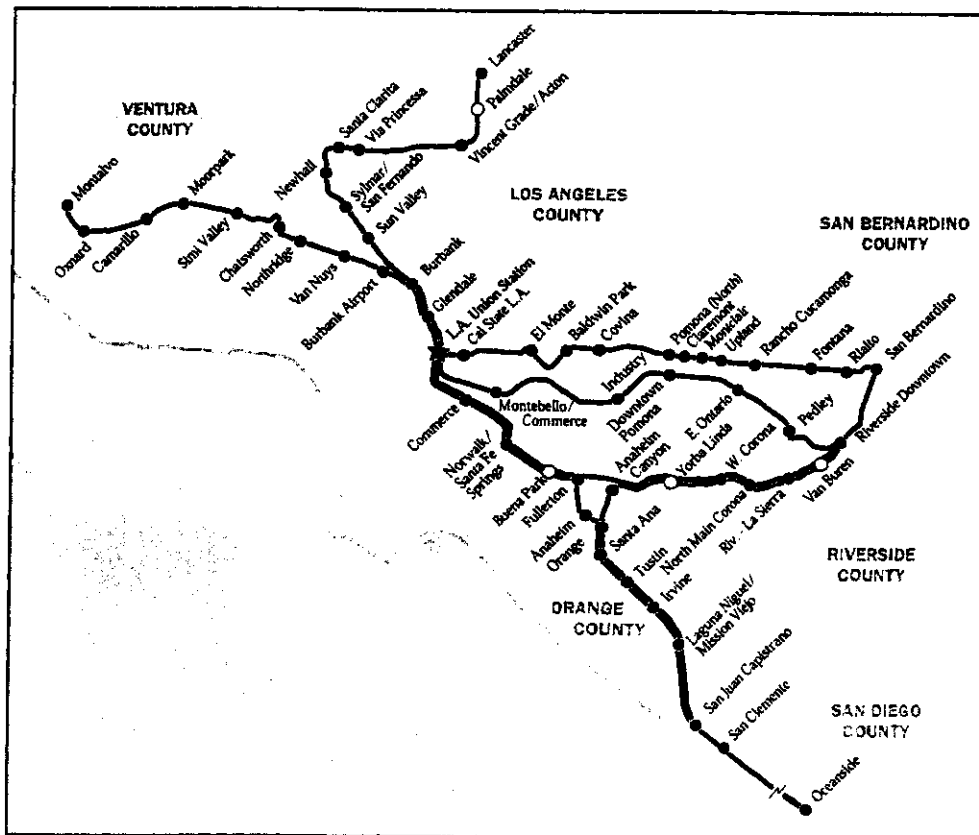 Lancaster
Palmdale
VENTURA
COUNTY
Santa Clarita
Via Princessa
Vincent Grade/Acton
Newhall
Sylmar/
San Fernando
Sun Valley
LOS ANGELES
COUNTY
SAN BERNARDINO
COUNTY
Montalvo
Oxnard
Camarillo
Moorpark
Simi Valley
Chatsworth
Northridge
Van Nuys
Burbank Airport
Burbank
Glendale
L.A. Union Station
Cal State L.A.
El Monte
Baldwin Park
Covina
Pomona (North)
Claremont
Montclair
Upland
Rancho Cucamonga
Fontana
Rialto
San Bernardino
Commerce
Montebello/
Commerce
Industry
Downtown
Pomona
E. Ontario
Pedley
Riverside Downtown
Norwalk/
Santa Fe
Springs
Buena Park
Fullerton
Anaheim
Canyon
Yorba Linda
W. Corona
North Main Corona
Riv. - La Sierra
Van Buren
Anaheim
Orange
Santa Ana
Tustin
Irvine
ORANGE
COUNTY
RIVERSIDE
COUNTY
Laguna Niguel/
Mission Viejo
San Juan Capistrano
San Clemente
SAN DIEGO
COUNTY
Oceanside